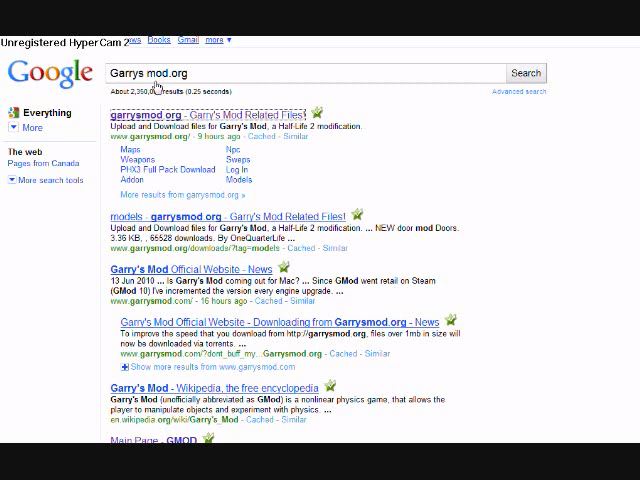 Unregistered HyperCam 2
ws Books Gmail more ▼
Google
Garrys mod.org
Search
About 2,350,0 results (0.25 seconds)
Advanced search
Everything
More
The web
Pages from Canada
More search tools
garrysmod org - Garry's Mod Related Files!
Upload and Download files for Garry's Mod, a Half-Life 2 modification.
www.garrysmod.org/ - 9 hours ago - Cached - Similar
Maps Npc
Weapons Sweps
PHX3 Full Pack Download Log In
Addon Models
More results from garrysmod.org »
models - garrysmod.org - Garry's Mod Related Files!
Upload and Download files for Garry's Mod, a Half-Life 2 modification. ... NEW door mod Doors.
3.36 KB, , 65528 downloads. By OneQuarterLife ...
www.garrysmod.org/downloads/?tag=models - Cached - Similar
Garry's Mod Official Website - News
13 Jun 2010 ... Is Garry's Mod coming out for Mac? ... Since GMod went retail on Steam
(GMod 10) I've incremented the version every engine upgrade. ...
www.garrysmod.com/ - 16 hours ago - Cached - Similar
Garry's Mod Official Website - Downloading from Garrysmod.org - News
To improve the speed that you download from http://garrysmod.org, files over 1mb in size will
now be downloaded via torrents. ...
www.garrysmod.com/?dont_buff_my...Garrysmod.org - Cached - Similar
Show more results from www.garrysmod.com
Garry's Mod - Wikipedia, the free encyclopedia
Garry's Mod (unofficially abbreviated as GMod) is a nonlinear physics game, that allows the
player to manipulate objects and experiment with physics. ...
en.wikipedia.org/wiki/Garry's_Mod - Cached - Similar
Main Page - GMOD